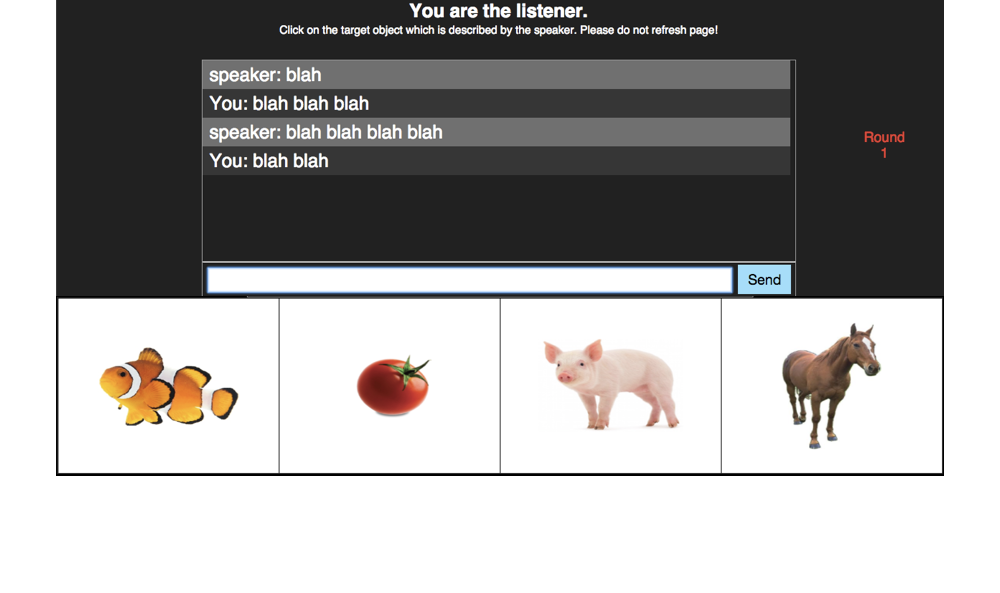 You are the listener.
Click on the target object which is described by the speaker. Please do not refresh page!
speaker: blah
You: blah blah blah
speaker: blah blah blah blah
You: blah blah
Round
1
Send